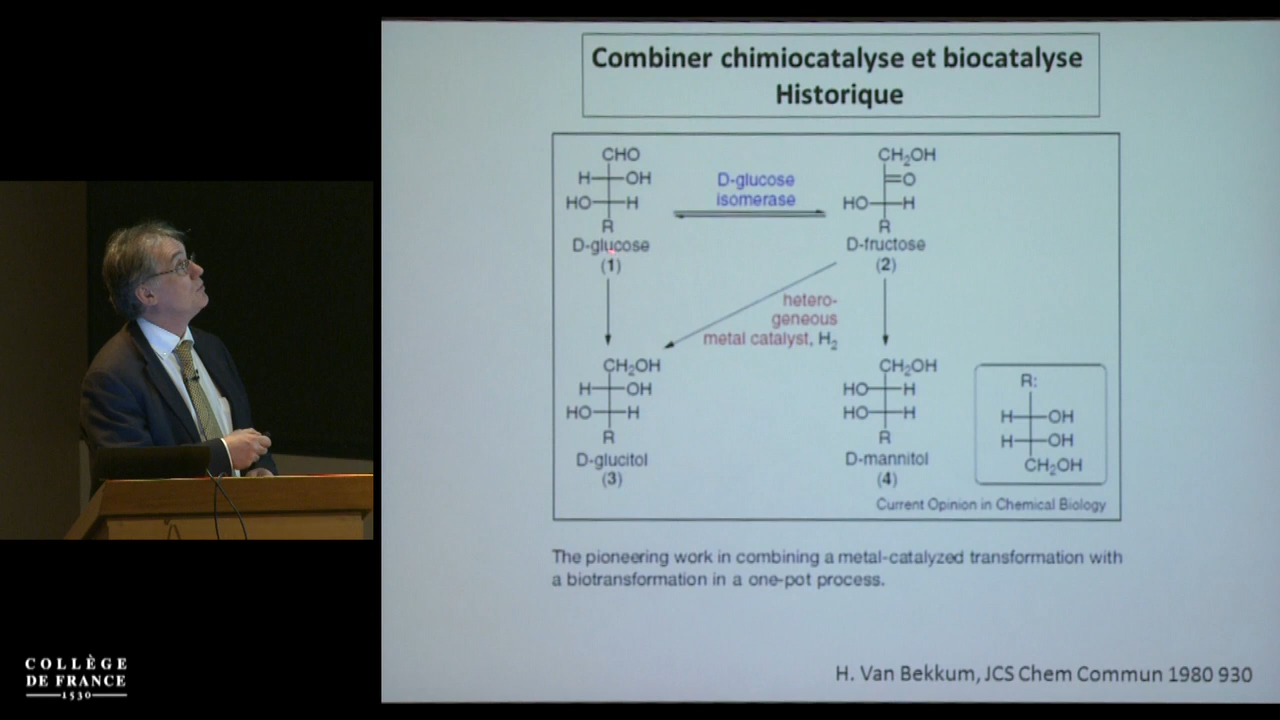 Combiner chimiocatalyse et biocatalyse
Historique
CHO
H OH
HO H
R
D-glucose
(1)
D-glucose
isomerase
CH₂OH
O
HO H
R
D-fructose
(2)
hetero-
geneous
metal catalyst, H₂
CH₂OH
H OH
HO H
R
D-glucitol
(3)
CH₂OH
HO H
HO H
R
D-mannitol
(4)
R:
H OH
H OH
CH₂OH
Current Opinion in Chemical Biology
The pioneering work in combining a metal-catalyzed transformation with
a biotransformation in a one-pot process.
H. Van Bekkum, JCS Chem Commun 1980 930
COLLÈGE
DE FRANCE
1530